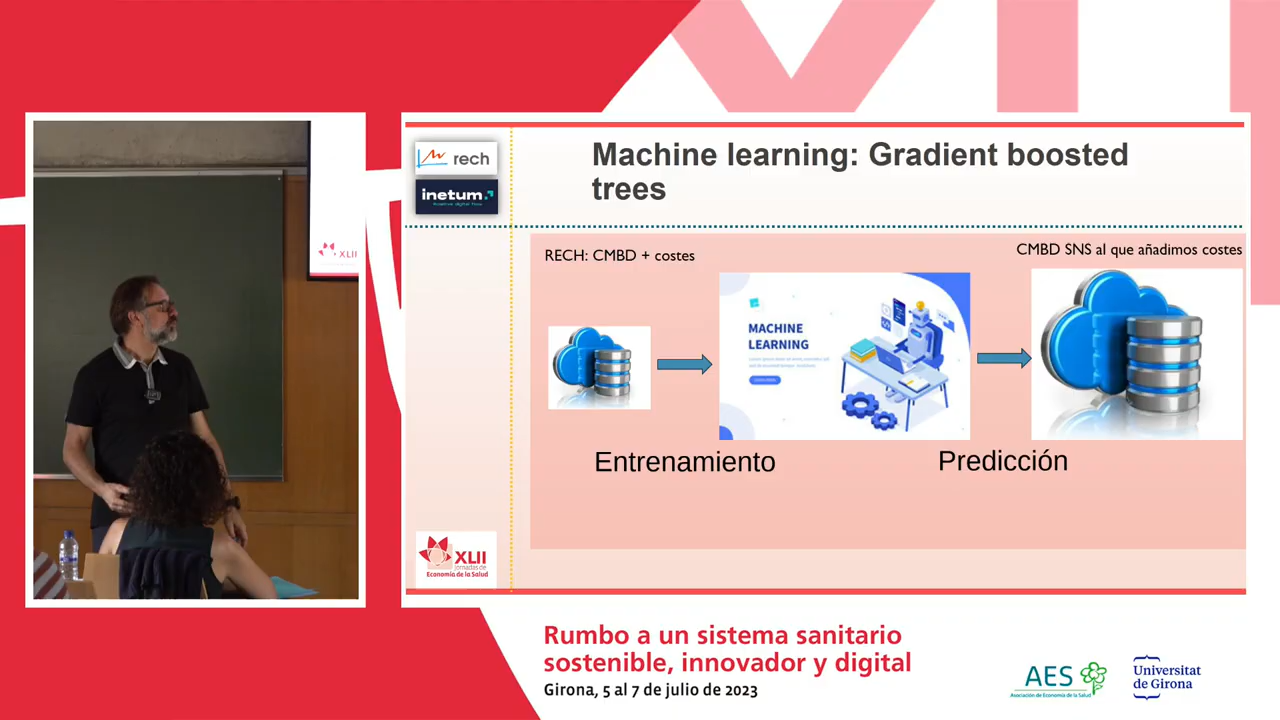 XLII
rech
inetum.
Machine learning: Gradient boosted
trees
RECH: CMBD + costes
CMBD SNS al que añadimos costes
MACHINE
LEARNING
Entrenamiento
Predicción
XLII
Jornadas de
Economía de la Salud
Rumbo a un sistema sanitario
sostenible, innovador y digital
Girona, 5 al 7 de julio de 2023
AES
Asociación de Economía de la Salud
Universitat
de Girona